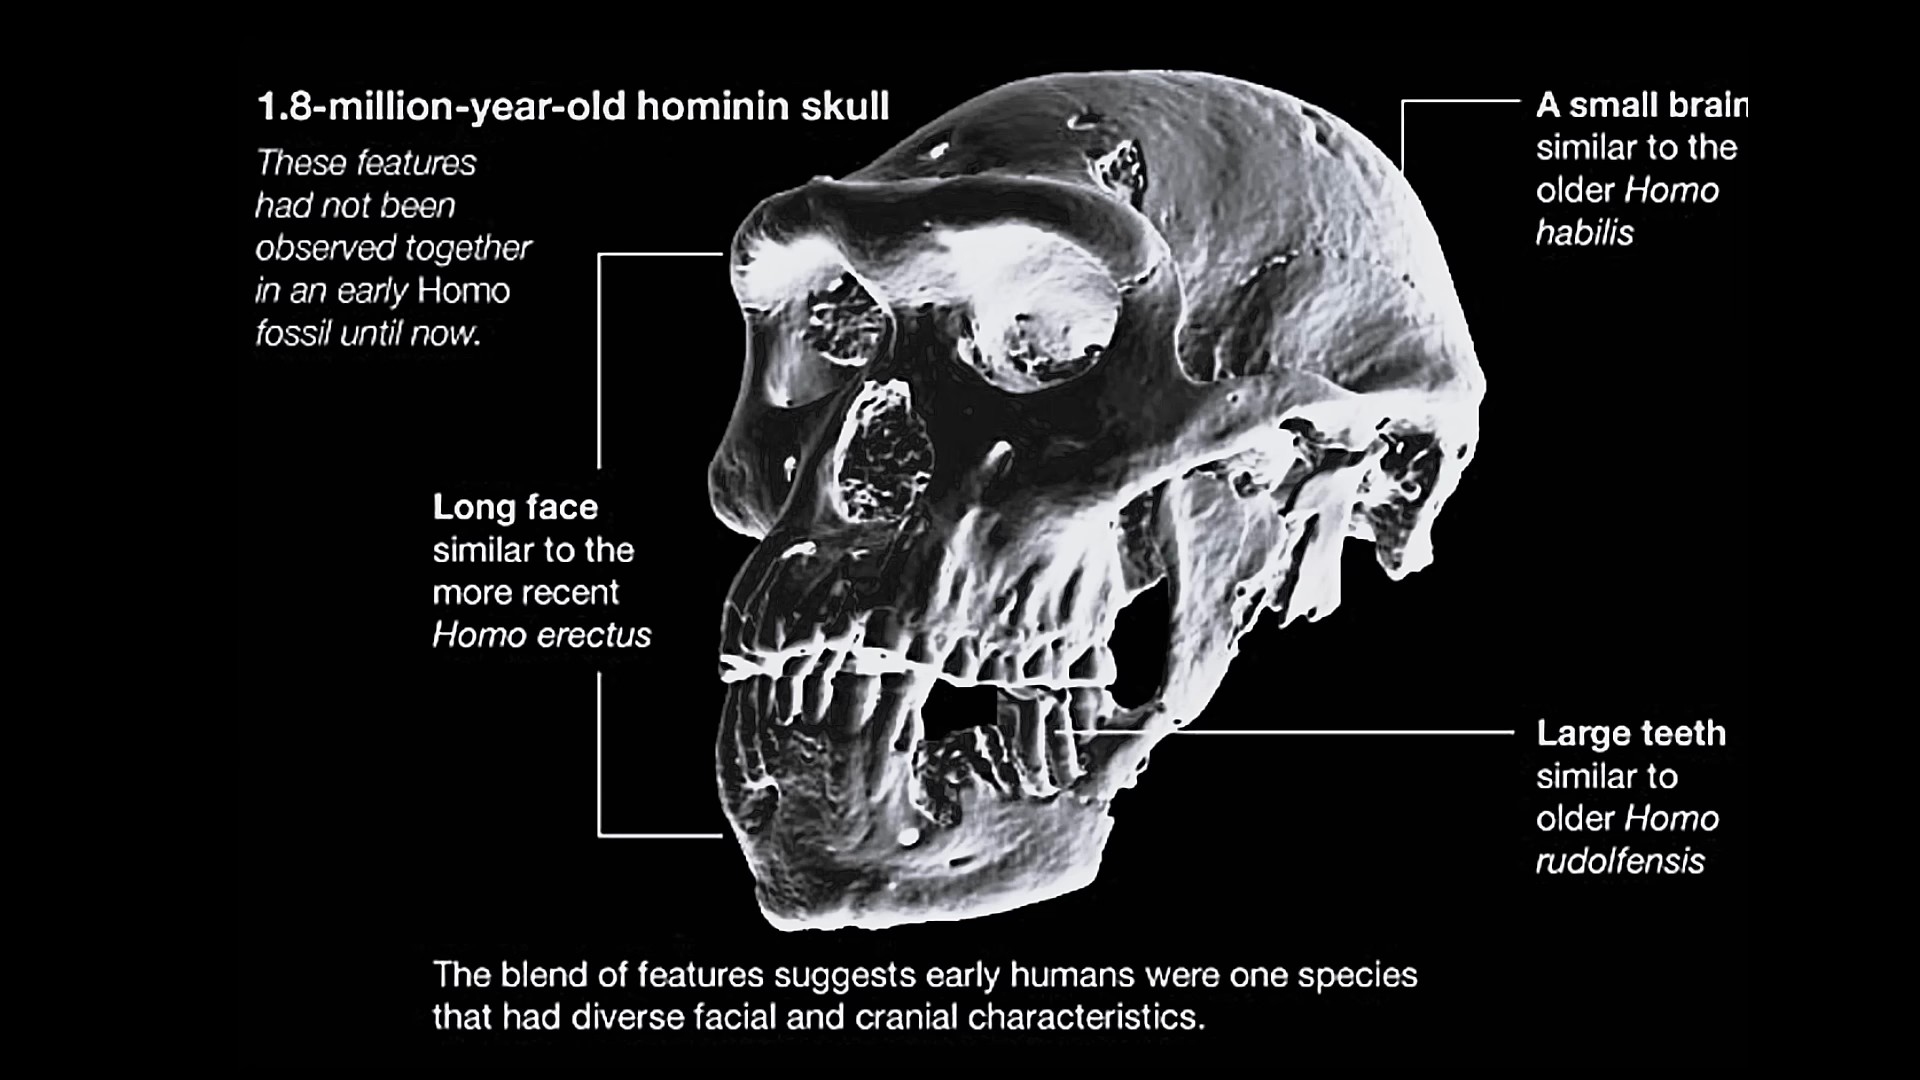 1.8-million-year-old hominin skull
These features
had not been
observed together
in an early Homo
fossil until now.
A small brain
similar to the
older Homo
habilis
Long face
similar to the
more recent
Homo erectus
Large teeth
similar to
older Homo
rudolfensis
The blend of features suggests early humans were one species
that had diverse facial and cranial characteristics.